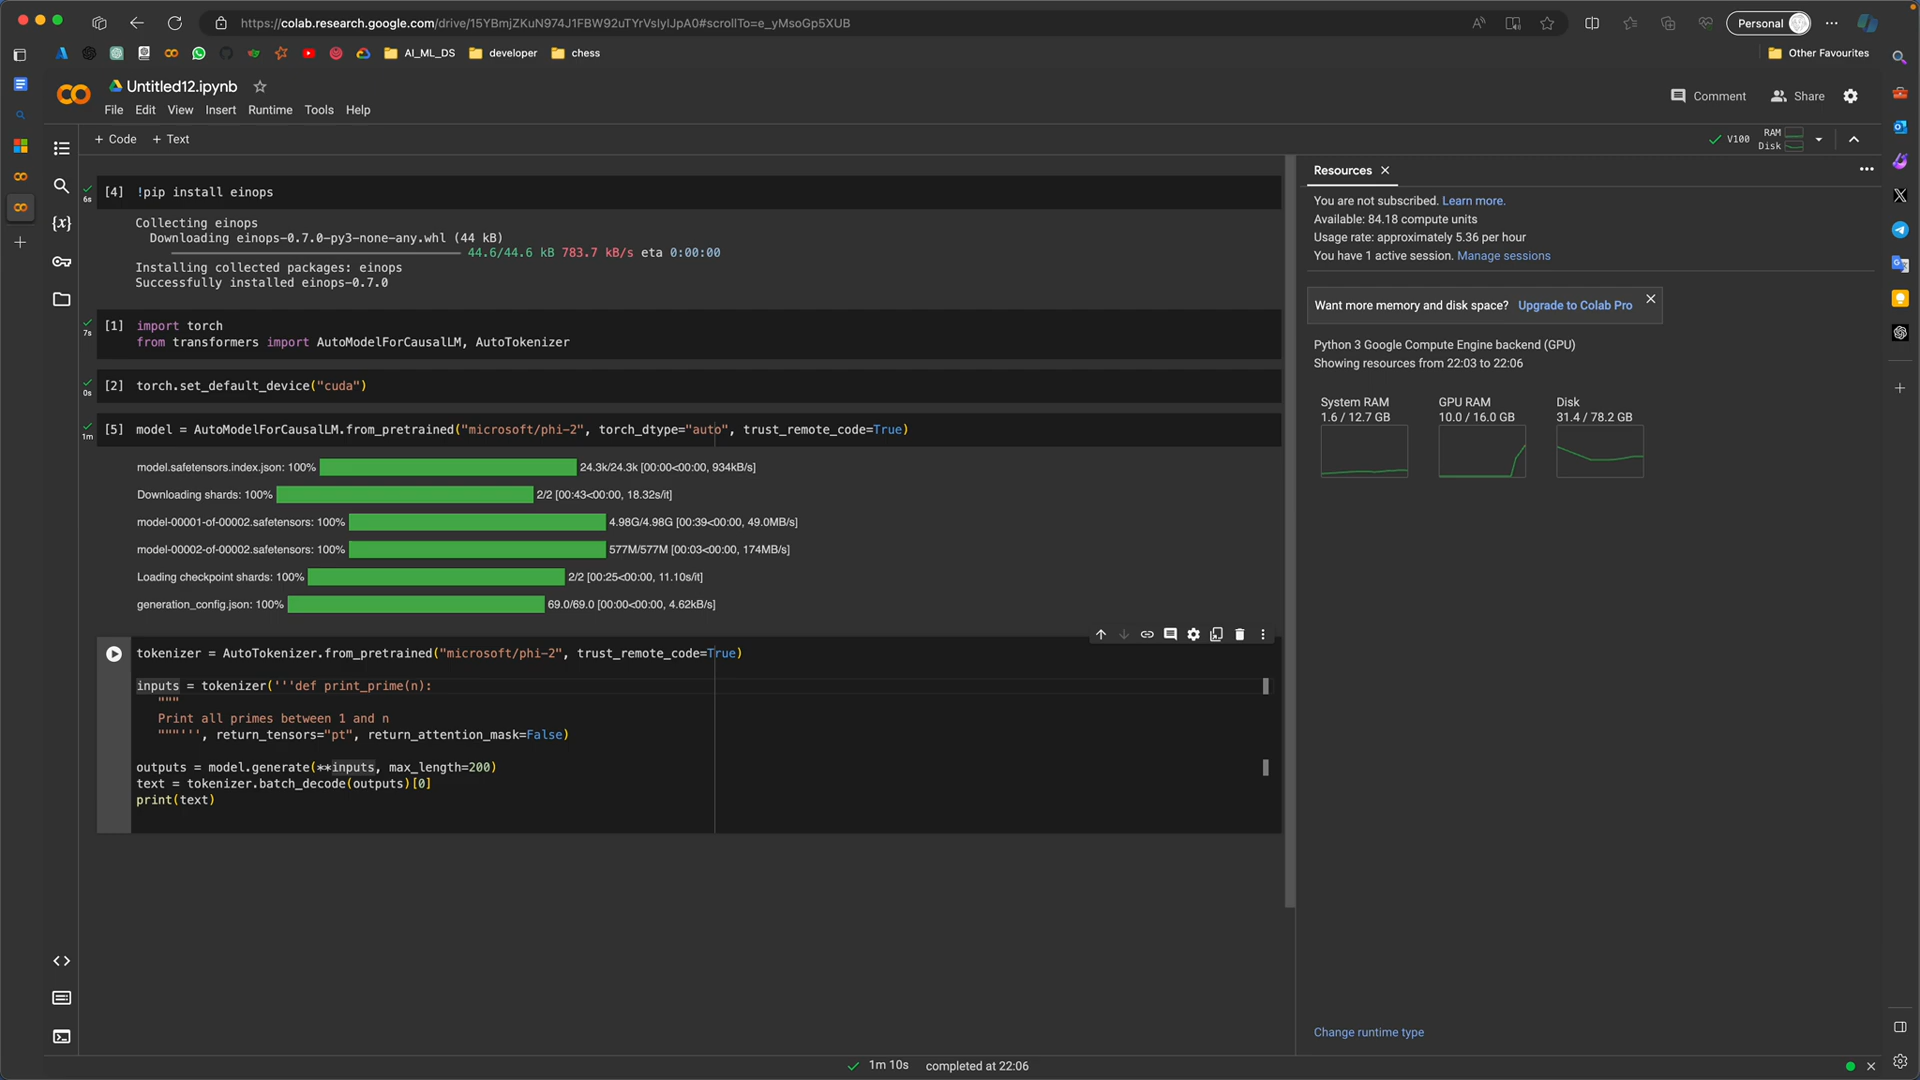 https://colab.research.google.com/drive/15YBmjZKuN974J1FBW92uTYrVsIyIJpA0#scrollTo=e_yMsoGp5XUB
Personal
AI_ML_DS
developer
chess
Other Favourites
Untitled12.ipynb
File Edit View Insert Runtime Tools Help
Comment
Share
+ Code + Text
V100
RAM
Disk
[4] !pip install einops
6s
Collecting einops
Downloading einops-0.7.0-py3-none-any.whl (44 kB)
44.6/44.6 kB 783.7 kB/s eta 0:00:00
Installing collected packages: einops
Successfully installed einops-0.7.0
[1] import torch
7s
from transformers import AutoModelForCausalLM, AutoTokenizer
[2] torch.set_default_device("cuda")
0s
[5] model = AutoModelForCausalLM.from_pretrained("microsoft/phi-2", torch_dtype="auto", trust_remote_code=True)
1m
model.safetensors.index.json: 100% 24.3k/24.3k [00:00<00:00, 934kB/s]
Downloading shards: 100% 2/2 [00:43<00:00, 18.32s/it]
model-00001-of-00002.safetensors: 100% 4.98G/4.98G [00:39<00:00, 49.0MB/s]
model-00002-of-00002.safetensors: 100% 577M/577M [00:03<00:00, 174MB/s]
Loading checkpoint shards: 100% 2/2 [00:25<00:00, 11.10s/it]
generation_config.json: 100% 69.0/69.0 [00:00<00:00, 4.62kB/s]
tokenizer = AutoTokenizer.from_pretrained("microsoft/phi-2", trust_remote_code=True)
inputs = tokenizer('''def print_prime(n):
"""
Print all primes between 1 and n
"""''', return_tensors="pt", return_attention_mask=False)
outputs = model.generate(**inputs, max_length=200)
text = tokenizer.batch_decode(outputs)[0]
print(text)
Resources
You are not subscribed. Learn more.
Available: 84.18 compute units
Usage rate: approximately 5.36 per hour
You have 1 active session. Manage sessions
Want more memory and disk space? Upgrade to Colab Pro
Python 3 Google Compute Engine backend (GPU)
Showing resources from 22:03 to 22:06
System RAM
1.6 / 12.7 GB
GPU RAM
10.0 / 16.0 GB
Disk
31.4 / 78.2 GB
Change runtime type
1m 10s completed at 22:06